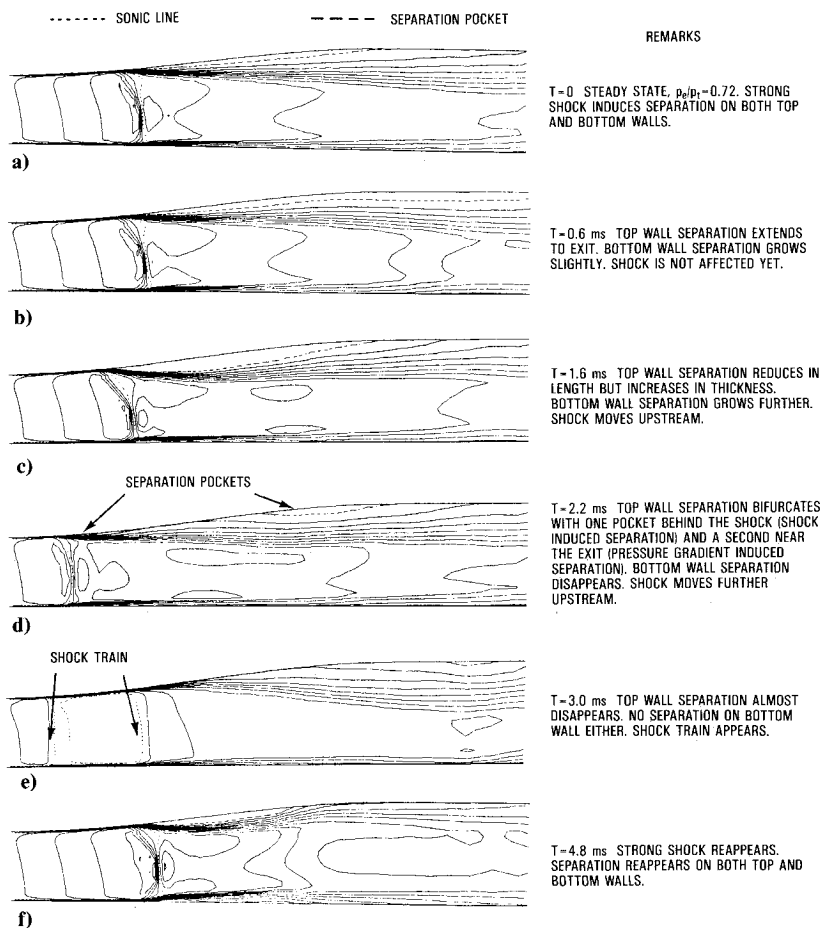 SONIC LINE
SEPARATION POCKET
REMARKS
T=0 STEADY STATE, pe/pt=0.72. STRONG
SHOCK INDUCES SEPARATION ON BOTH TOP
AND BOTTOM WALLS.
a)
T=0.6 ms TOP WALL SEPARATION EXTENDS
TO EXIT. BOTTOM WALL SEPARATION GROWS
SLIGHTLY. SHOCK IS NOT AFFECTED YET.
b)
T=1.6 ms TOP WALL SEPARATION REDUCES IN
LENGTH BUT INCREASES IN THICKNESS.
BOTTOM WALL SEPARATION GROWS FURTHER.
SHOCK MOVES UPSTREAM.
c)
SEPARATION POCKETS
T=2.2 ms TOP WALL SEPARATION BIFURCATES
WITH ONE POCKET BEHIND THE SHOCK (SHOCK
INDUCED SEPARATION) AND A SECOND NEAR
THE EXIT (PRESSURE GRADIENT INDUCED
SEPARATION). BOTTOM WALL SEPARATION
DISAPPEARS. SHOCK MOVES FURTHER
UPSTREAM.
d)
SHOCK TRAIN
T=3.0 ms TOP WALL SEPARATION ALMOST
DISAPPEARS. NO SEPARATION ON BOTTOM
WALL EITHER. SHOCK TRAIN APPEARS.
e)
T=4.8 ms STRONG SHOCK REAPPEARS.
SEPARATION REAPPEARS ON BOTH TOP AND
BOTTOM WALLS.
f)